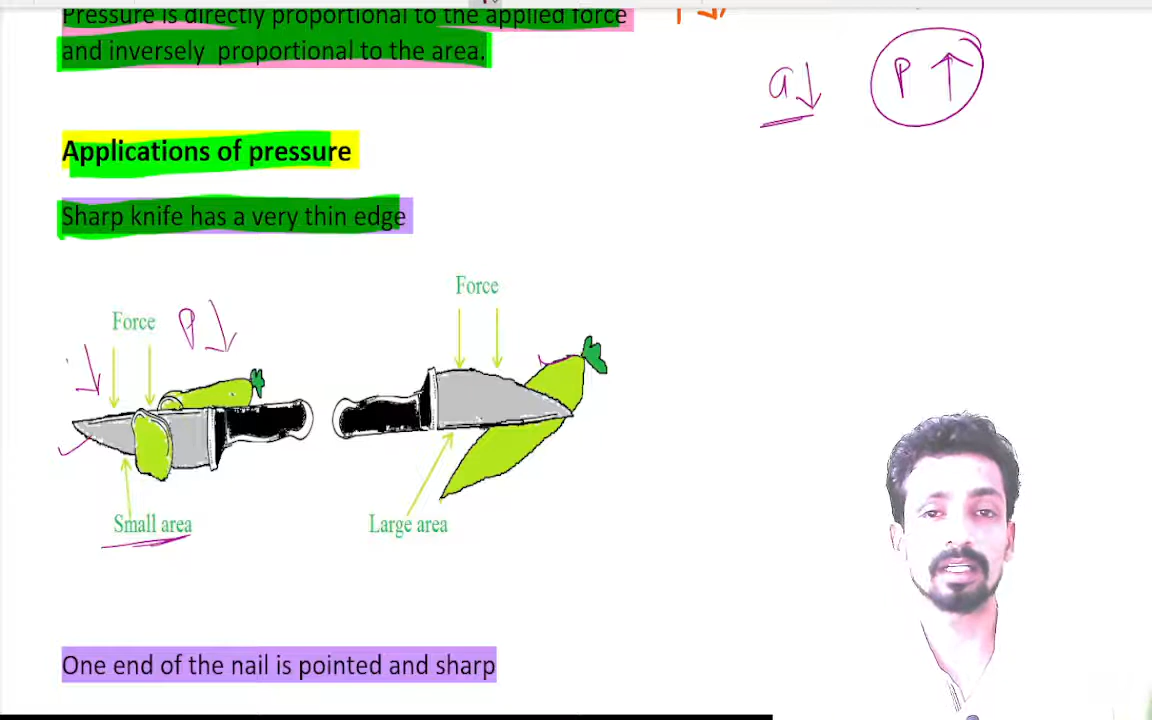 Pressure is directly proportional to the applied force
and inversely proportional to the area.
a↓ P↑
Applications of pressure
Sharp knife has a very thin edge
Force
Force P↓
Small area
Large area
One end of the nail is pointed and sharp